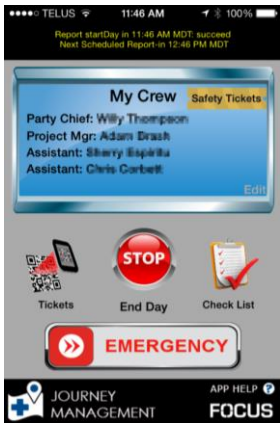 TELUS 11:46 AM 100%
Report startDay in 11:46 AM MDT: succeed
Next Scheduled Report-in 12:46 PM MDT
My Crew
Safety Tickets
Party Chief:
Project Mgr:
Assistant:
Assistant:
Edit
STOP
Tickets
End Day
Check List
EMERGENCY
JOURNEY
MANAGEMENT
APP HELP ?
FOCUS